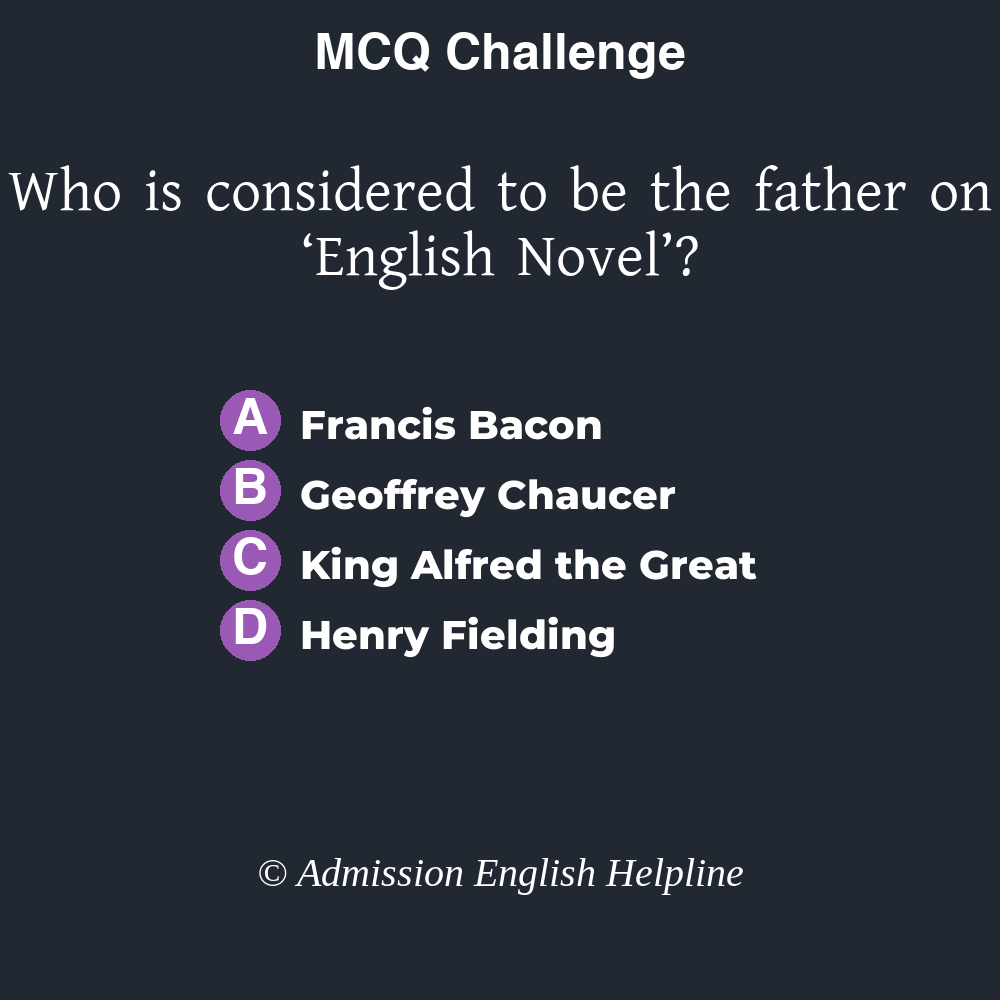 MCQ Challenge
Who is considered to be the father on
‘English Novel’?
A Francis Bacon
B Geoffrey Chaucer
C King Alfred the Great
D Henry Fielding
© Admission English Helpline